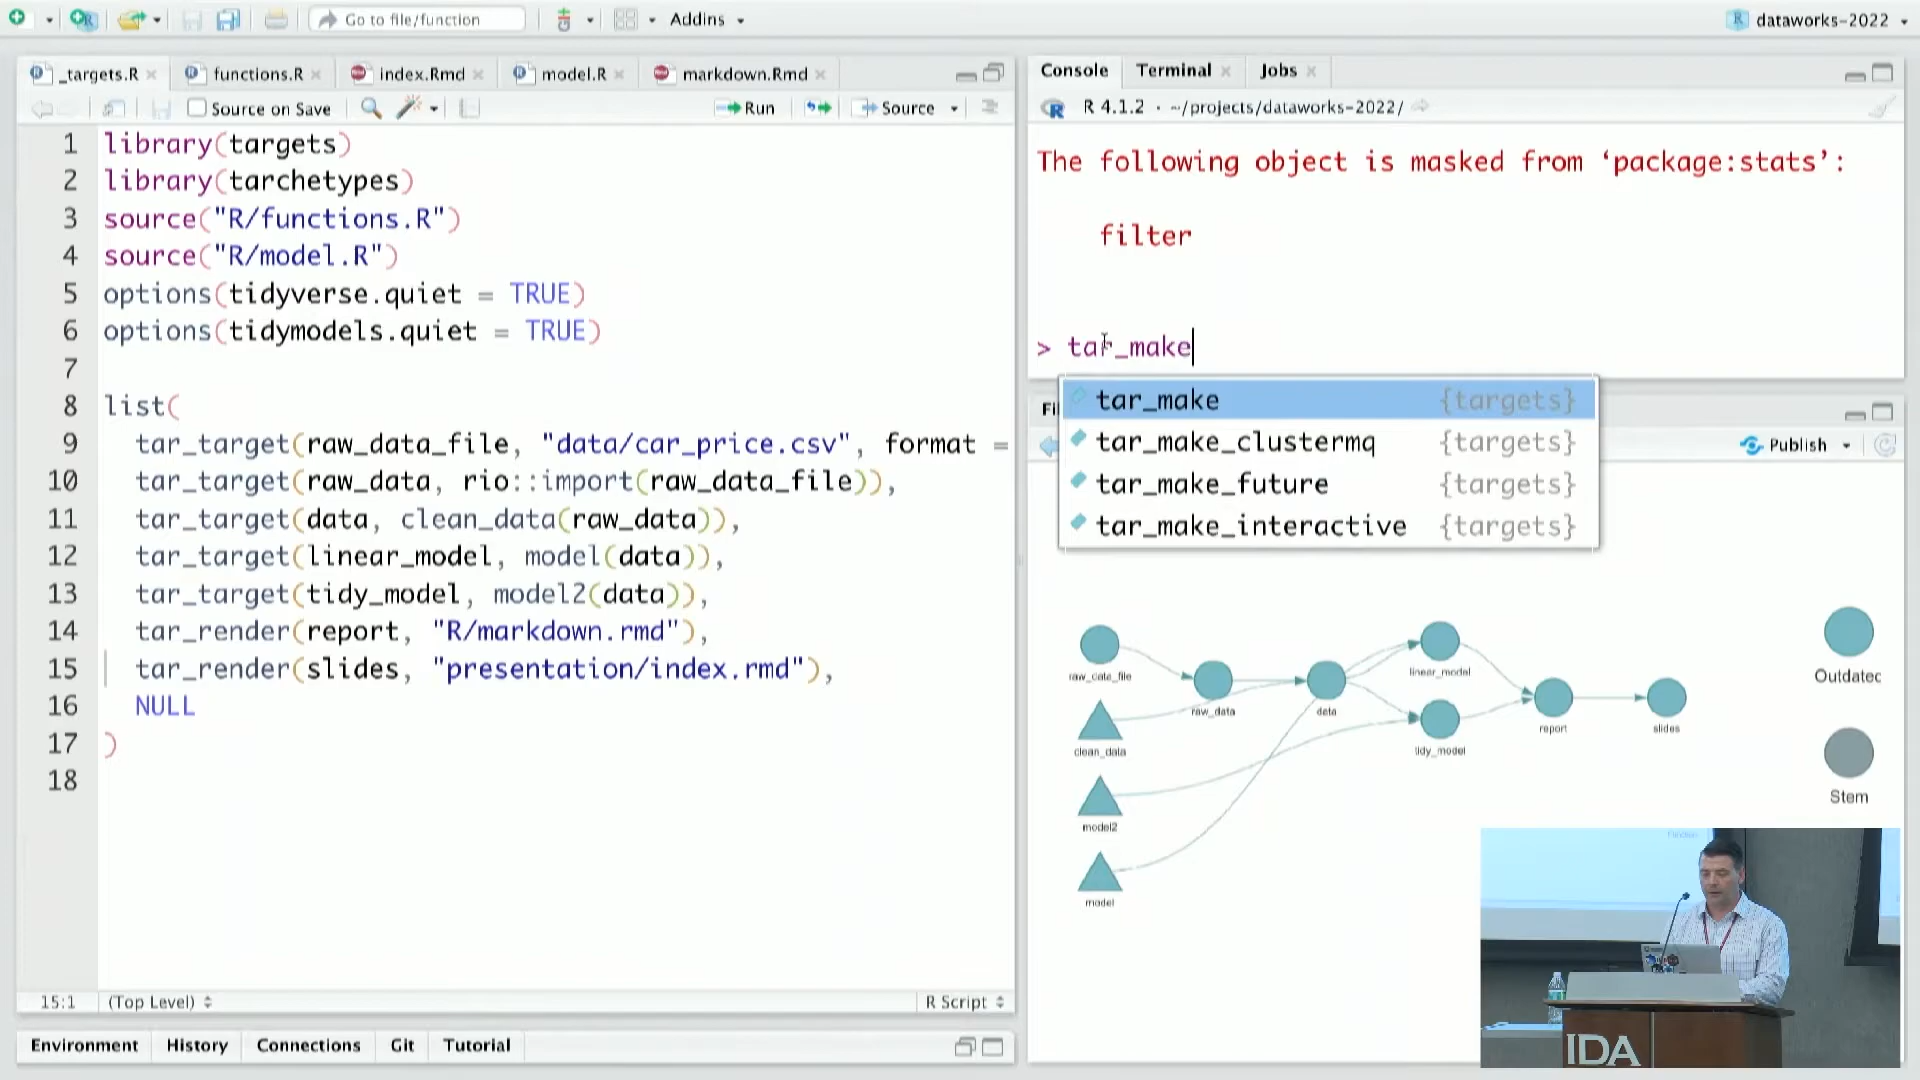 Go to file/function
Addins
dataworks-2022
_targets.R
functions.R
index.Rmd
model.R
markdown.Rmd
Source on Save
Run
Source
1 library(targets)
2 library(tarchetypes)
3 source("R/functions.R")
4 source("R/model.R")
5 options(tidyverse.quiet = TRUE)
6 options(tidymodels.quiet = TRUE)
7
8 list(
9 tar_target(raw_data_file, "data/car_price.csv", format =
10 tar_target(raw_data, rio::import(raw_data_file)),
11 tar_target(data, clean_data(raw_data)),
12 tar_target(linear_model, model(data)),
13 tar_target(tidy_model, model2(data)),
14 tar_render(report, "R/markdown.rmd"),
15 tar_render(slides, "presentation/index.rmd"),
16 NULL
17 )
18
15:1 (Top Level) R Script
Environment History Connections Git Tutorial
Console Terminal Jobs
R 4.1.2 · ~/projects/dataworks-2022/
The following object is masked from ‘package:stats’:
filter
> tar_make
Fi
tar_make {targets}
tar_make_clustermq {targets}
tar_make_future {targets}
tar_make_interactive {targets}
Publish
raw_data_file
clean_data
model2
model
raw_data
data
linear_model
tidy_model
report
slides
Outdated
Stem
IDA